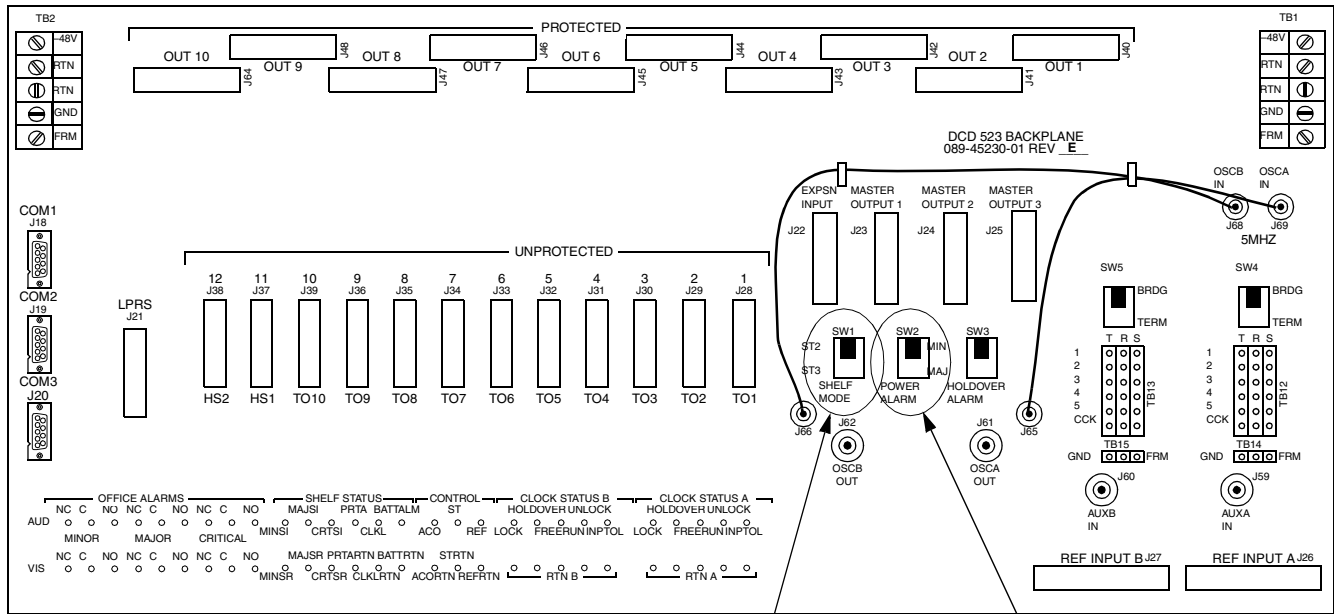 TB2
TB1
PROTECTED
–48V
RTN
RTN
GND
FRM
OUT 10
J64
OUT 9
J48
OUT 8
J47
OUT 7
J46
OUT 6
J45
OUT 5
J44
OUT 4
J43
OUT 3
J42
OUT 2
J41
OUT 1
J40
–48V
RTN
RTN
GND
FRM
DCD 523 BACKPLANE
089-45230-01 REV E
OSCB
IN
J68
OSCA
IN
J69
5MHZ
COM1
J18
COM2
J19
COM3
J20
LPRS
J21
UNPROTECTED
12 11 10 9 8 7 6 5 4 3 2 1
J38 J37 J39 J36 J35 J34 J33 J32 J31 J30 J29 J28
HS2 HS1 TO10 TO9 TO8 TO7 TO6 TO5 TO4 TO3 TO2 TO1
EXPSN
INPUT
J22
MASTER
OUTPUT 1
J23
MASTER
OUTPUT 2
J24
MASTER
OUTPUT 3
J25
SW1
ST2
ST3
SHELF
MODE
SW2
MIN
MAJ
POWER
ALARM
SW3
HOLDOVER
ALARM
J66
J62
OSCB
OUT
J61
OSCA
OUT
J65
SW5
BRDG
TERM
T R S
1
2
3
4
5
CCK
TB13
TB15
GND
FRM
J60
AUXB
IN
SW4
BRDG
TERM
T R S
1
2
3
4
5
CCK
TB12
TB14
GND
FRM
J59
AUXA
IN
REF INPUT B J27
REF INPUT A J26
OFFICE ALARMS
SHELF STATUS
CONTROL
CLOCK STATUS B
CLOCK STATUS A
NC C NO NC C NO NC C NO
MAJSI PRTA BATTALM
ST
HOLDOVER UNLOCK
HOLDOVER UNLOCK
AUD
MINOR MAJOR CRITICAL
MINSI CRTSI CLKL
ACO REF
LOCK FREERUN INPTOL
LOCK FREERUN INPTOL
NC C NO NC C NO NC C NO
MAJSR PRTARTN BATTRTN
STRTN
VIS
MINSR CRTSR CLKLRTN
ACORTN REFRTN
RTN B
RTN A